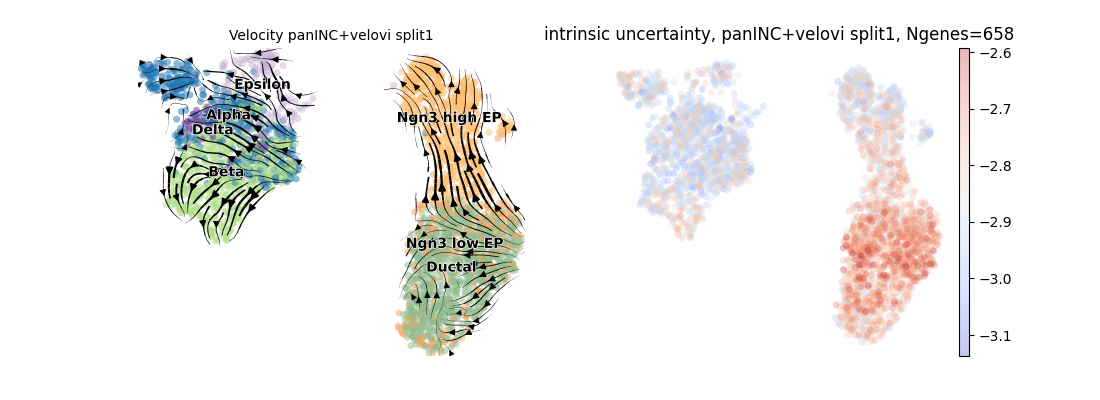 Velocity panINC+velovi split1
Epsilon
Alpha
Delta
Beta
Ngn3 high EP
Ngn3 low EP
Ductal
intrinsic uncertainty, panINC+velovi split1, Ngenes=658
−2.6
−2.7
−2.8
−2.9
−3.0
−3.1